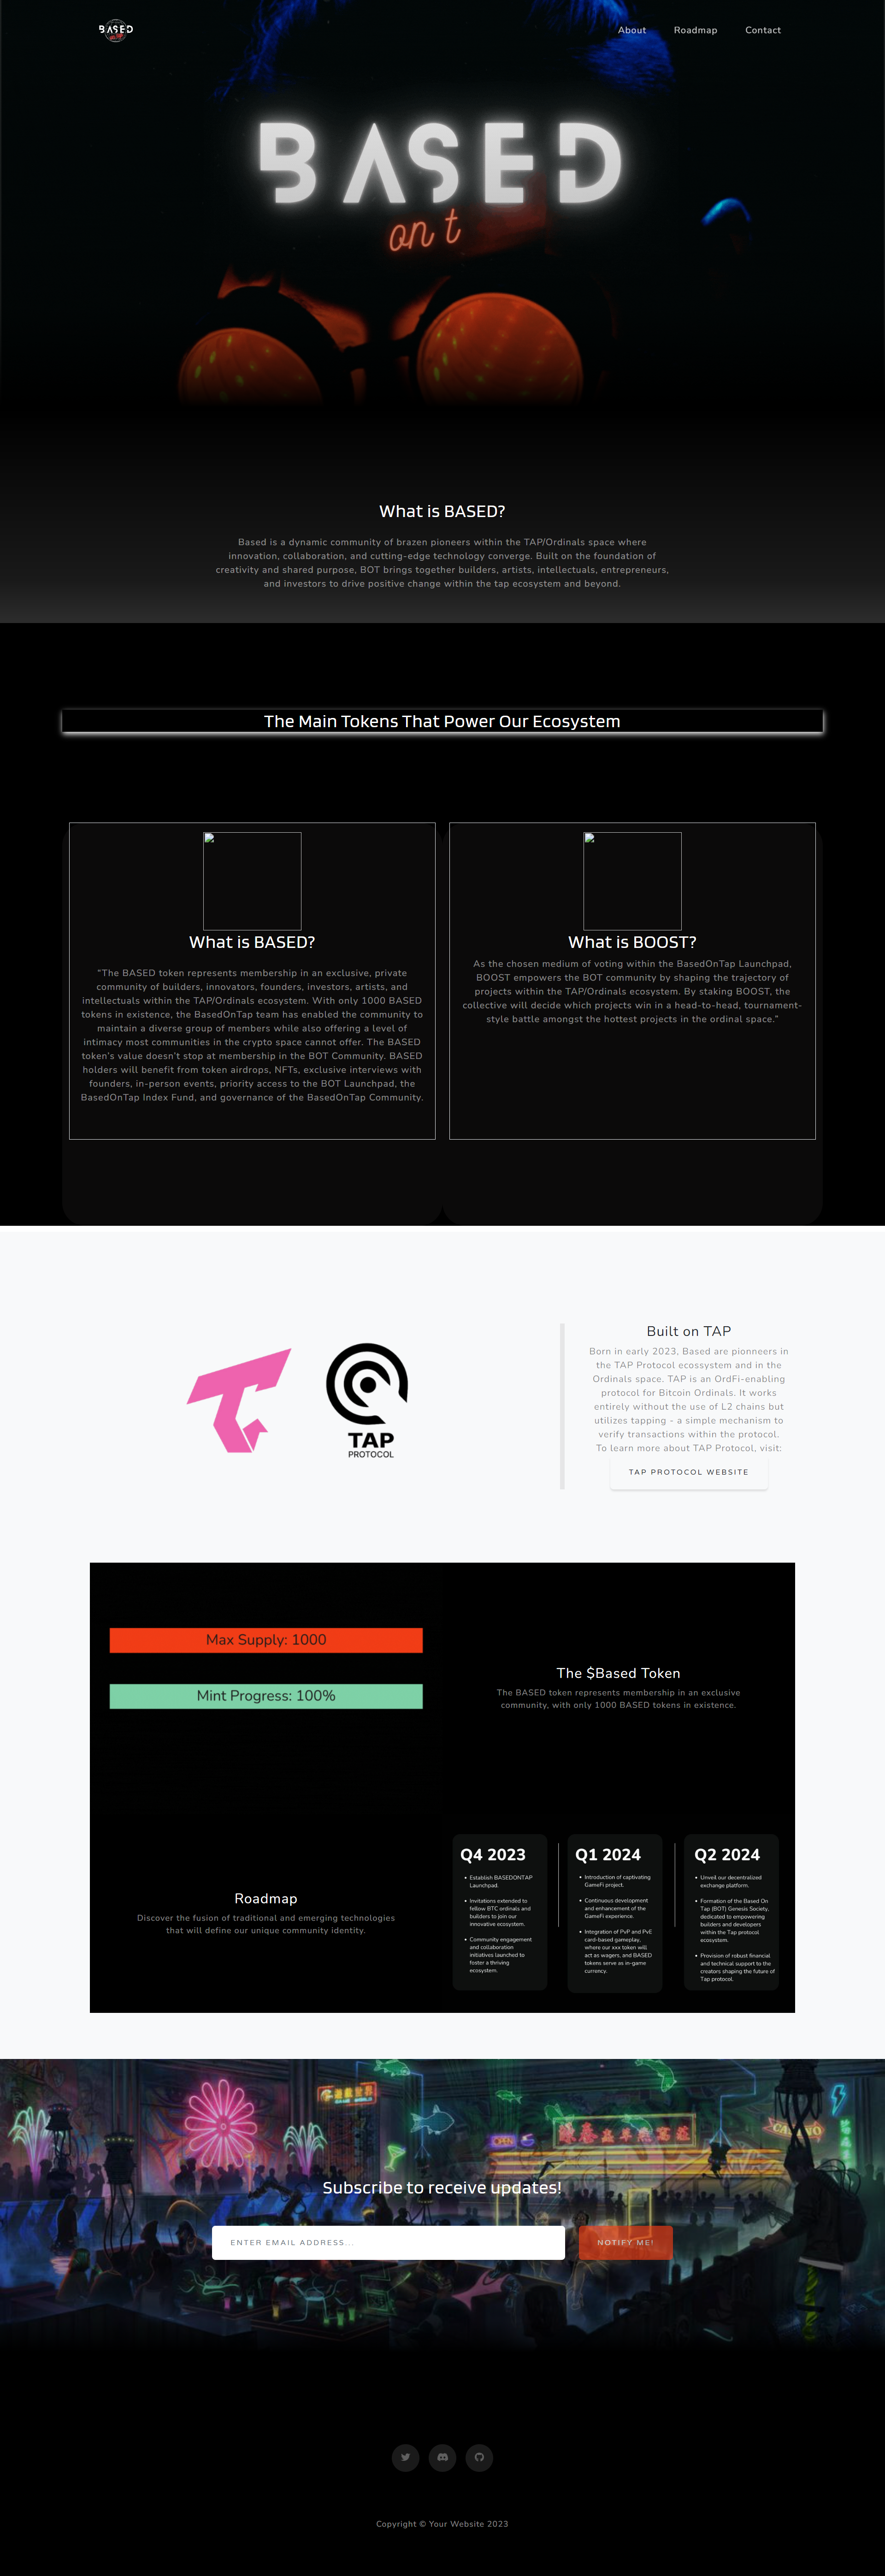 BASED
on t
About
Roadmap
Contact
BASED
on t
What is BASED?
Based is a dynamic community of brazen pioneers within the TAP/Ordinals space where
innovation, collaboration, and cutting-edge technology converge. Built on the foundation of
creativity and shared purpose, BOT brings together builders, artists, intellectuals, entrepreneurs,
and investors to drive positive change within the tap ecosystem and beyond.
The Main Tokens That Power Our Ecosystem
What is BASED?
"The BASED token represents membership in an exclusive, private
community of builders, innovators, founders, investors, artists, and
intellectuals within the TAP/Ordinals ecosystem. With only 1000 BASED
tokens in existence, the BasedonTap team has enabled the community to
maintain a diverse group of members while also offering a level of
intimacy most communities in the crypto space cannot offer. The BASED
token's value doesn't stop at membership in the BOT Community. BASED
holders will benefit from token airdrops, NFTs, exclusive interviews with
founders, in-person events, priority access to the BOT Launchpad, the
BasedOnTap Index Fund, and governance of the BasedOnTap Community.
What is BOOST?
As the chosen medium of voting within the BasedOnTap Launchpad,
BOOST empowers the BOT community by shaping the trajectory of
projects within the TAP/Ordinals ecosystem. By staking BOOST, the
collective will decide which projects win in a head-to-head, tournament-
style battle amongst the hottest projects in the ordinal space."
TAP
PROTOCOL
Built on TAP
Born in early 2023, Based are pionneers in
the TAP Protocol ecossystem and in the
Ordinals space. TAP is an OrdFi-enabling
protocol for Bitcoin Ordinals. It works
entirely without the use of L2 chains but
utilizes tapping - a simple mechanism to
verify transactions within the protocol.
To learn more about TAP Protocol, visit:
TAP PROTOCOL WEBSITE
Max Supply: 1000
Mint Progress: 100%
The $Based Token
The BASED token represents membership in an exclusive
community, with only 1000 BASED tokens in existence.
Roadmap
Discover the fusion of traditional and emerging technologies
that will define our unique community identity.
Q4 2023
• Establish BASEDONTAP
Launchpad.
• Invitations extended to
fellow BTC ordinals and
builders to join our
innovative ecosystem.
• Community engagement
and collaboration
initiatives launched to
foster a thriving
ecosystem.
Q1 2024
• Introduction of captivating
GameFi project.
• Continuous development
and enhancement of the
GameFi experience.
• Integration of PvP and PvE
card-based gameplay,
where our xxx token will
act as wagers, and BASED
tokens serve as in-game
currency.
Q2 2024
• Unveil our decentralized
exchange platform.
• Formation of the Based On
Tap (BOT) Genesis Society,
dedicated to empowering
builders and developers
within the Tap protocol
ecosystem.
• Provision of robust financial
and technical support to the
creators shaping the future of
Tap protocol.
Subscribe to receive updates!
ENTER EMAIL ADDRESS...
NOTIFY ME!
Copyright © Your Website 2023